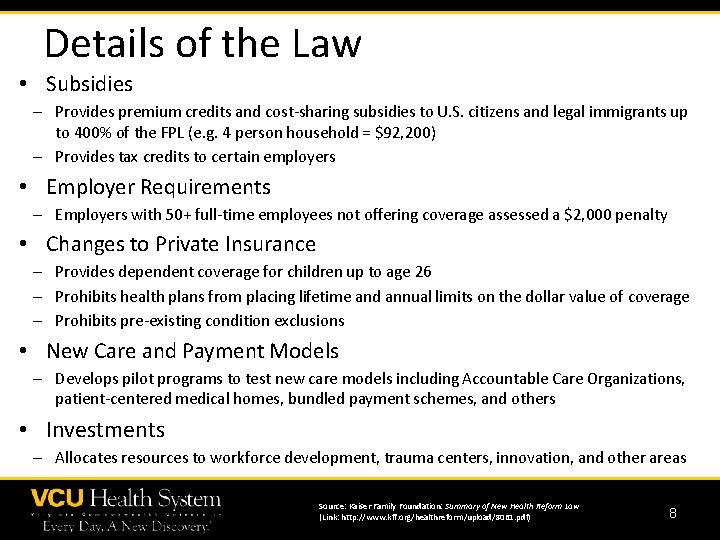 Details of the Law
• Subsidies
– Provides premium credits and cost-sharing subsidies to U.S. citizens and legal immigrants up
to 400% of the FPL (e.g. 4 person household = $92,200)
– Provides tax credits to certain employers
• Employer Requirements
– Employers with 50+ full-time employees not offering coverage assessed a $2,000 penalty
• Changes to Private Insurance
– Provides dependent coverage for children up to age 26
– Prohibits health plans from placing lifetime and annual limits on the dollar value of coverage
– Prohibits pre-existing condition exclusions
• New Care and Payment Models
– Develops pilot programs to test new care models including Accountable Care Organizations,
patient-centered medical homes, bundled payment schemes, and others
• Investments
– Allocates resources to workforce development, trauma centers, innovation, and other areas
VCU Health System
Every Day, A New Discovery.
Source: Kaiser Family Foundation: Summary of New Health Reform Law
(Link: http://www.kff.org/healthreform/upload/8061.pdf)
8